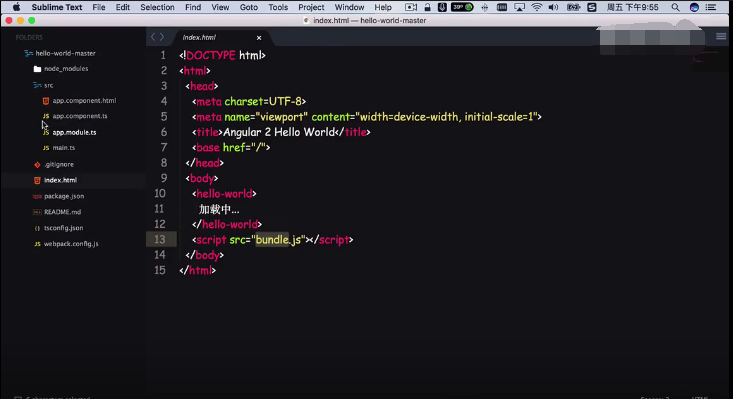 Sublime Text File Edit Selection Find View Goto Tools Project Window Help 周五下午9:55
index.html — hello-world-master
FOLDERS
hello-world-master
node_modules
src
app.component.html
app.component.ts
app.module.ts
main.ts
.gitignore
index.html
package.json
README.md
tsconfig.json
webpack.config.js
index.html ×
1 <!DOCTYPE html>
2 <html>
3 <head>
4 <meta charset=UTF-8>
5 <meta name="viewport" content="width=device-width, initial-scale=1">
6 <title>Angular 2 Hello World</title>
7 <base href="/">
8 </head>
9 <body>
10 <hello-world>
11 加载中...
12 </hello-world>
13 <script src="bundle.js"></script>
14 </body>
15 </html>